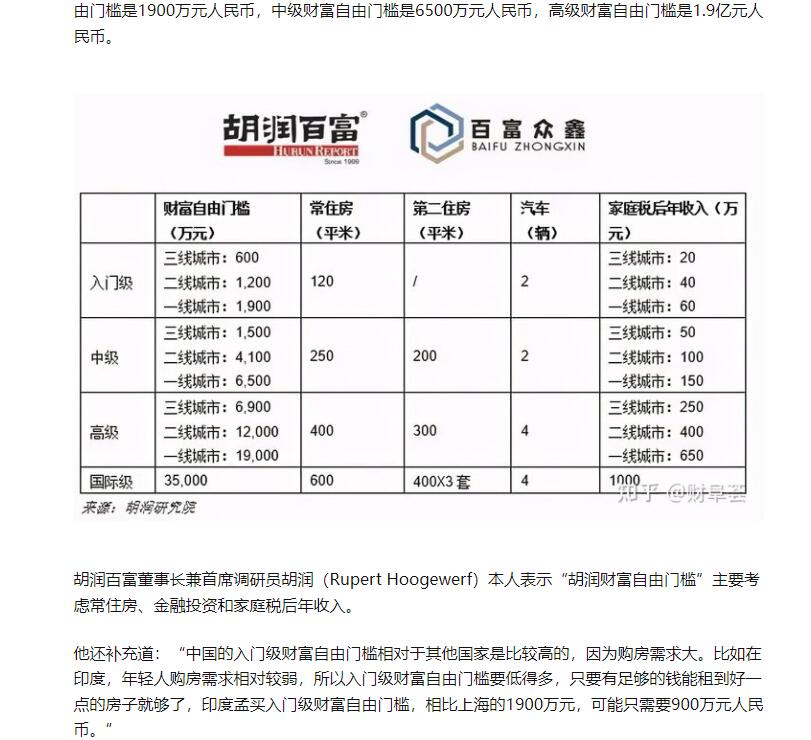 由门槛是1900万元人民币，中级财富自由门槛是6500万元人民币，高级财富自由门槛是1.9亿元人
民币。
胡润百富®
HURUN REPORT
Since 1999
百富众鑫
BAIFU ZHONGXIN
财富自由门槛（万元） 常住房（平米） 第二住房（平米） 汽车（辆） 家庭税后年收入（万元）
入门级
三线城市：600
二线城市：1,200
一线城市：1,900
120
/
2
三线城市：20
二线城市：40
一线城市：60
中级
三线城市：1,500
二线城市：4,100
一线城市：6,500
250
200
2
三线城市：50
二线城市：100
一线城市：150
高级
三线城市：6,900
二线城市：12,000
一线城市：19,000
400
300
4
三线城市：250
二线城市：400
一线城市：650
国际级
35,000
600
400X3套
4
1000
知乎 @财阜荟
来源：胡润研究院
胡润百富董事长兼首席调研员胡润（Rupert Hoogewerf）本人表示“胡润财富自由门槛”主要考
虑常住房、金融投资和家庭税后年收入。
他还补充道：“中国的入门级财富自由门槛相对于其他国家是比较高的，因为购房需求大。比如在
印度，年轻人购房需求相对较弱，所以入门级财富自由门槛要低得多，只要有足够的钱能租到好一
点的房子就够了，印度孟买入门级财富自由门槛，相比上海的1900万元，可能只需要900万元人民
币。“